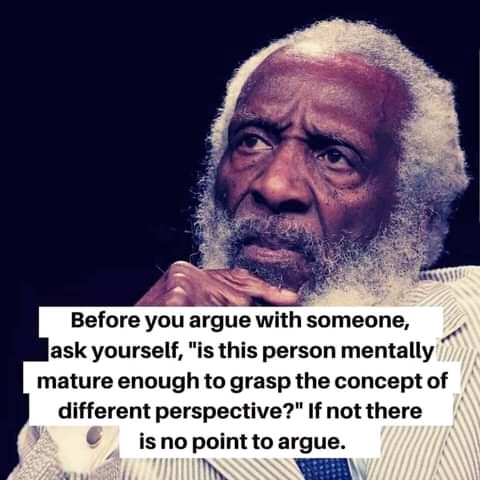 Before you argue with someone,
ask yourself, "is this person mentally
mature enough to grasp the concept of
different perspective?" If not there
is no point to argue.